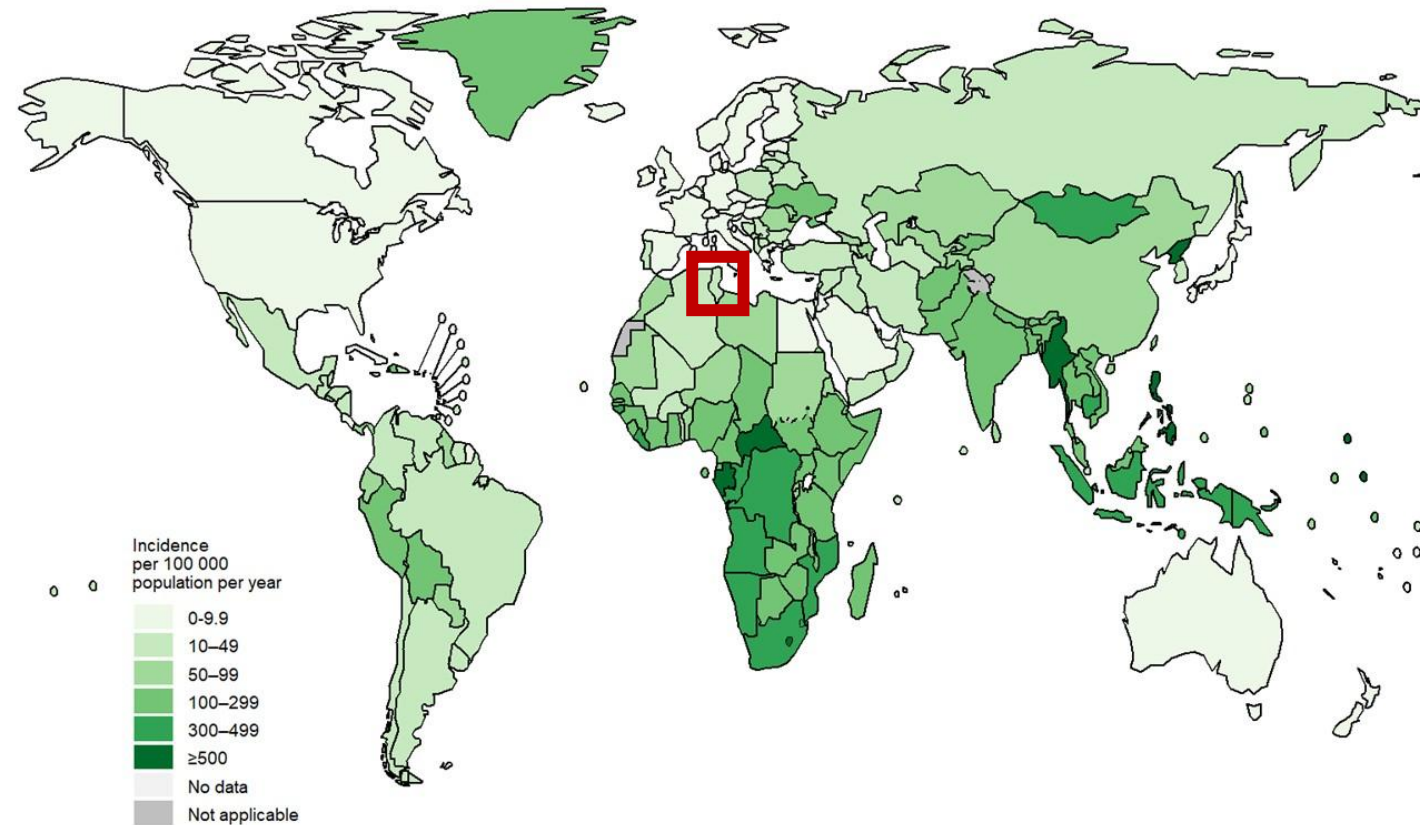 Incidence
per 100 000
population per year
0-9.9
10–49
50–99
100–299
300–499
≥500
No data
Not applicable